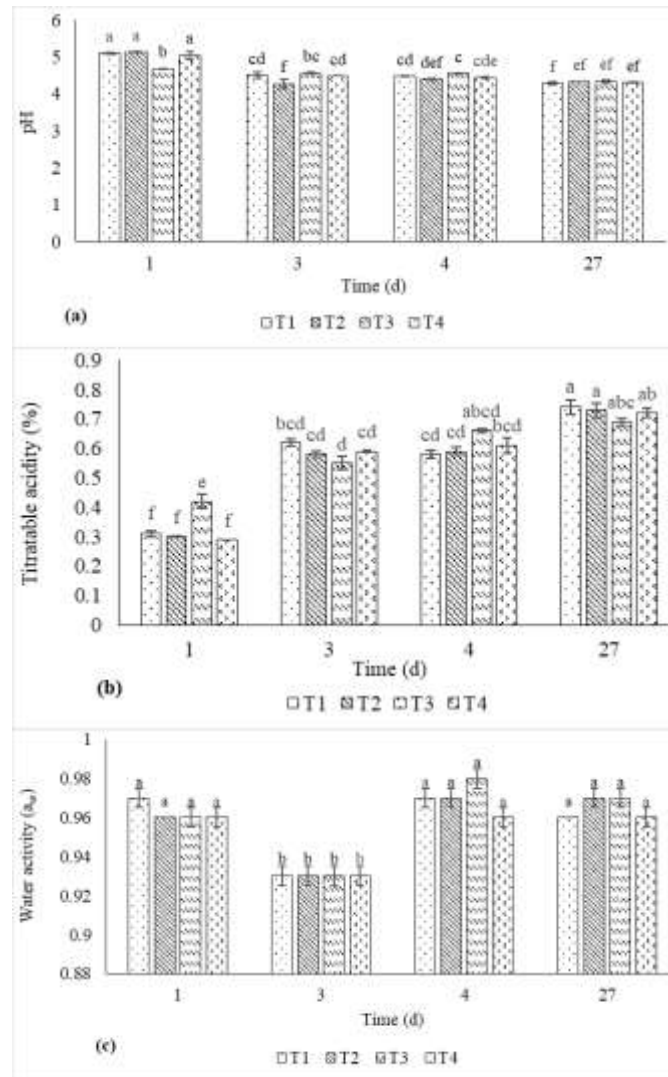 6
a a b a
cd f bc cd
cd def c cde
f ef ef ef
5
4
3
2
1
0
pH
1 3 4 27
Time (d)
(a)
T1 T2 T3 T4
0.9
0.8
0.7
0.6
0.5
0.4
0.3
0.2
0.1
0
Titratable acidity (%)
f f e f
bcd cd d cd
cd cd abcd bcd
a a abc ab
1 3 4 27
Time (d)
(b)
T1 T2 T3 T4
1
0.98
0.96
0.94
0.92
0.9
0.88
Water activity (aw)
a a a a
b b b b
a a a a
a a a a
1 3 4 27
Time (d)
(c)
T1 T2 T3 T4